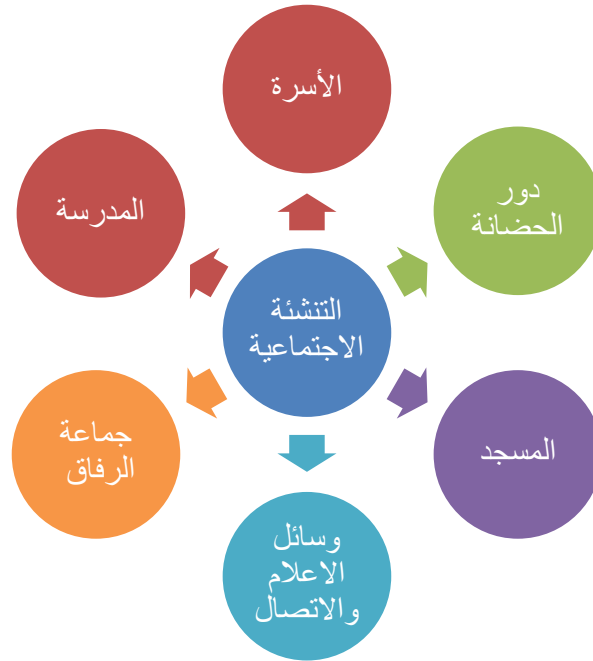 الأسرة
دور
الحضانة
المدرسة
التنشئة
الاجتماعية
المسجد
جماعة
الرفاق
وسائل
الاعلام
والاتصال